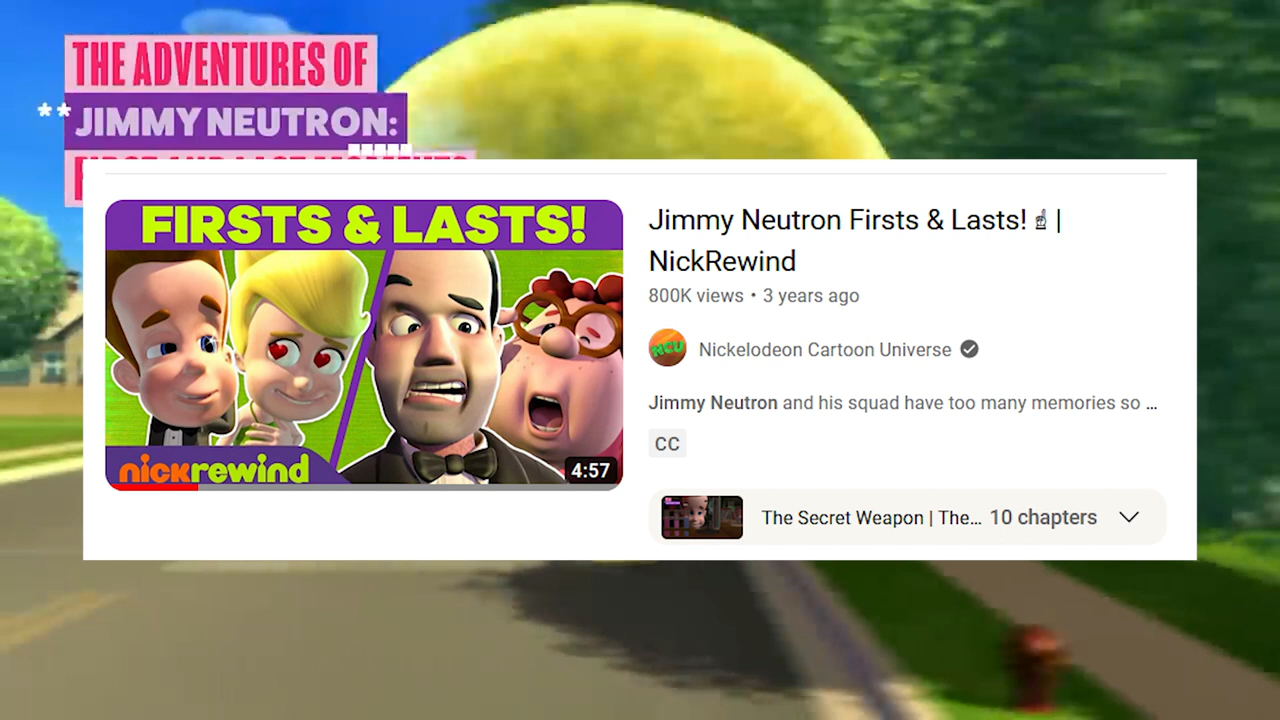 THE ADVENTURES OF
** JIMMY NEUTRON:
FIRSTS & LASTS!
nickrewind
4:57
Jimmy Neutron Firsts & Lasts! ☝ |
NickRewind
800K views • 3 years ago
NCU
Nickelodeon Cartoon Universe
Jimmy Neutron and his squad have too many memories so ...
CC
The Secret Weapon | The... 10 chapters